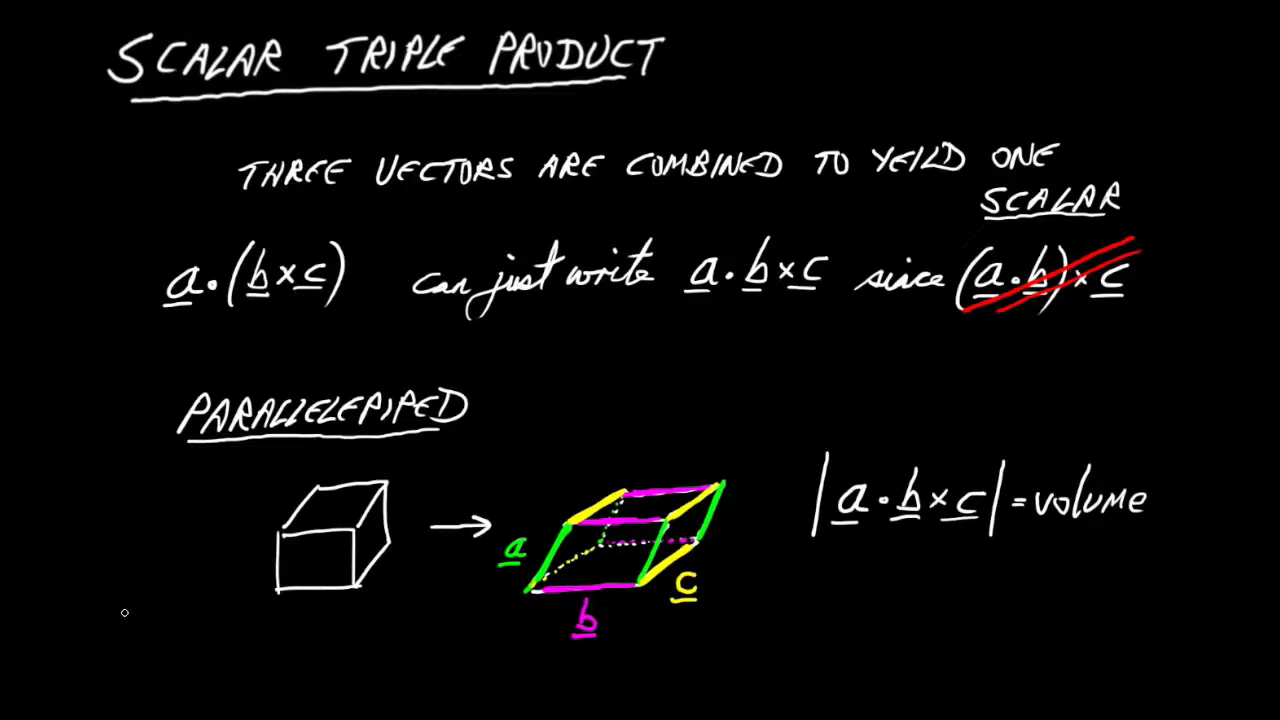 SCALAR TRIPLE PRODUCT
THREE VECTORS ARE COMBINED TO YEILD ONE
SCALAR
a · (b × c) can just write a · b × c since (a · b) × c
PARALLELEPIPED
|a · b × c| = volume
a
c
b